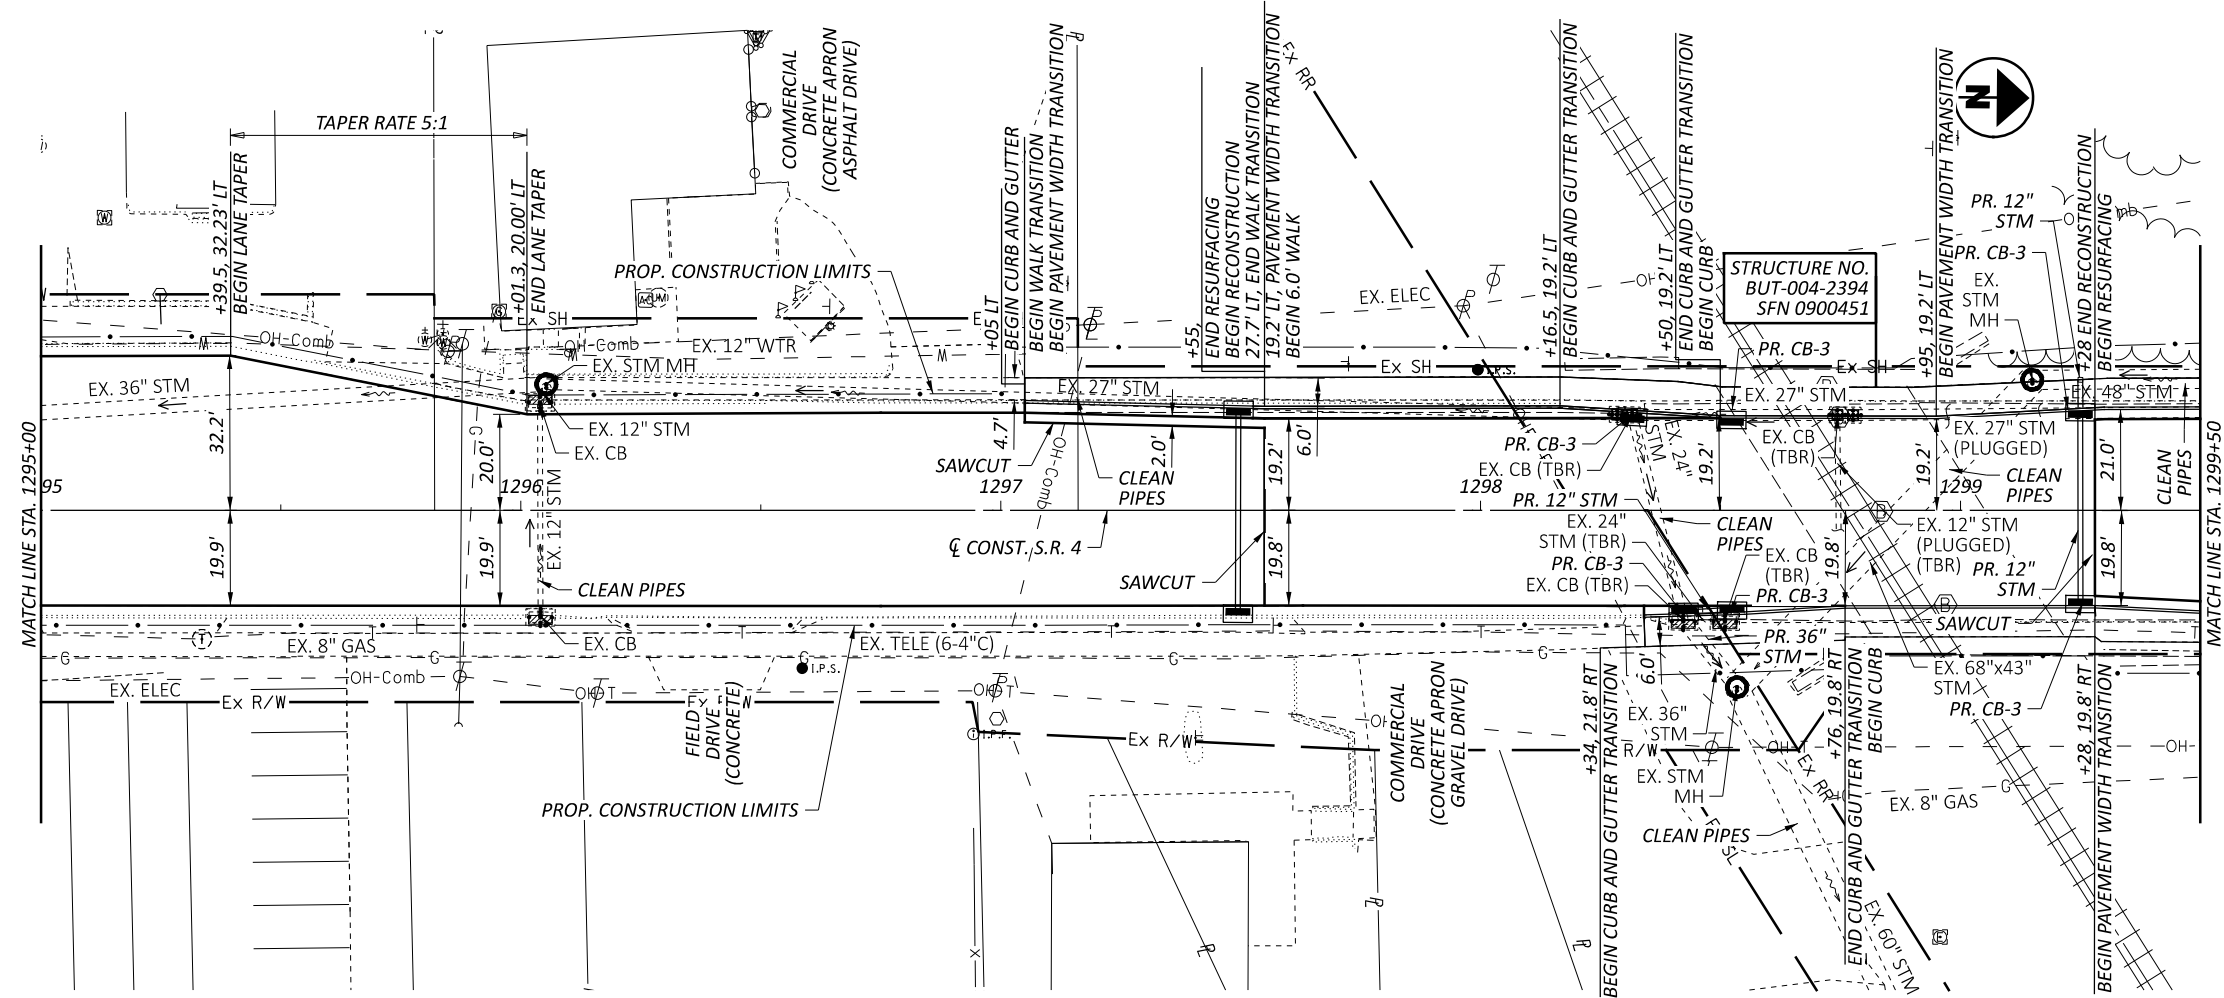 TAPER RATE 5:1
COMMERCIAL
DRIVE
(CONCRETE APRON
ASPHALT DRIVE)
+39.5, 32.23' LT
BEGIN LANE TAPER
+01.3, 20.00' LT
END LANE TAPER
PROP. CONSTRUCTION LIMITS
+05 LT
BEGIN CURB AND GUTTER
BEGIN WALK TRANSITION
BEGIN PAVEMENT WIDTH TRANSITION
+55,
END RESURFACING
BEGIN RECONSTRUCTION
27.7' LT, END WALK TRANSITION
19.2' LT, PAVEMENT WIDTH TRANSITION
BEGIN 6.0' WALK
Ex RR
+16.5, 19.2' LT
BEGIN CURB AND GUTTER TRANSITION
+50, 19.2' LT
END CURB AND GUTTER TRANSITION
BEGIN CURB
STRUCTURE NO.
BUT-004-2394
SFN 0900451
+95, 19.2' LT
BEGIN PAVEMENT WIDTH TRANSITION
N
PR. 12"
STM
PR. CB-3
EX.
STM
MH
+28 END RECONSTRUCTION
BEGIN RESURFACING
OH-Comb
Ex SH
OH-Comb
EX. 12" WTR
EX. STM MH
EX. ELEC
Ex SH
I.P.S.
PR. CB-3
Ex SH
EX. 36" STM
EX. 27" STM
EX. 27" STM
EX. 48" STM
EX. 12" STM
EX. CB
SAWCUT
CLEAN
PIPES
OH-Comb
PR. CB-3
EX. CB (TBR)
STM
EX. 24"
EX. CB
(TBR)
EX. 27" STM
(PLUGGED)
CLEAN
PIPES
CLEAN
PIPES
32.2'
20.0'
4.7'
2.0'
19.2'
6.0'
19.2'
19.2'
21.0'
MATCH LINE STA. 1295+00
95
1296
1297
1298
1299
MATCH LINE STA. 1299+50
19.9'
19.9'
EX. 12" STM
CLEAN PIPES
℄ CONST. S.R. 4
SAWCUT
19.8'
PR. 12" STM
EX. 24"
STM (TBR)
PR. CB-3
EX. CB (TBR)
CLEAN
PIPES
EX. CB
(TBR)
PR. CB-3
19.8'
EX. 12" STM
(PLUGGED)
(TBR)
PR. 12"
STM
SAWCUT
19.8'
B
B
T
EX. 8" GAS
G
EX. CB
EX. TELE (6-4"C)
I.P.S.
G
G
G
6.0'
PR. 36"
STM
EX. 68"x43"
STM
PR. CB-3
EX. ELEC
OH-Comb
Ex R/W
FIELD
DRIVE
(CONCRETE)
I.P.F.
Ex R/W
COMMERCIAL
DRIVE
(CONCRETE APRON
GRAVEL DRIVE)
+34, 21.8' RT
BEGIN CURB AND GUTTER TRANSITION
R/W
EX. 36"
STM
EX. STM
MH
CLEAN PIPES
Ex RR
+76, 19.8' RT
END CURB AND GUTTER TRANSITION
BEGIN CURB
EX. 8" GAS
G
EX. 60" STM
+28, 19.8' RT
BEGIN PAVEMENT WIDTH TRANSITION
PROP. CONSTRUCTION LIMITS